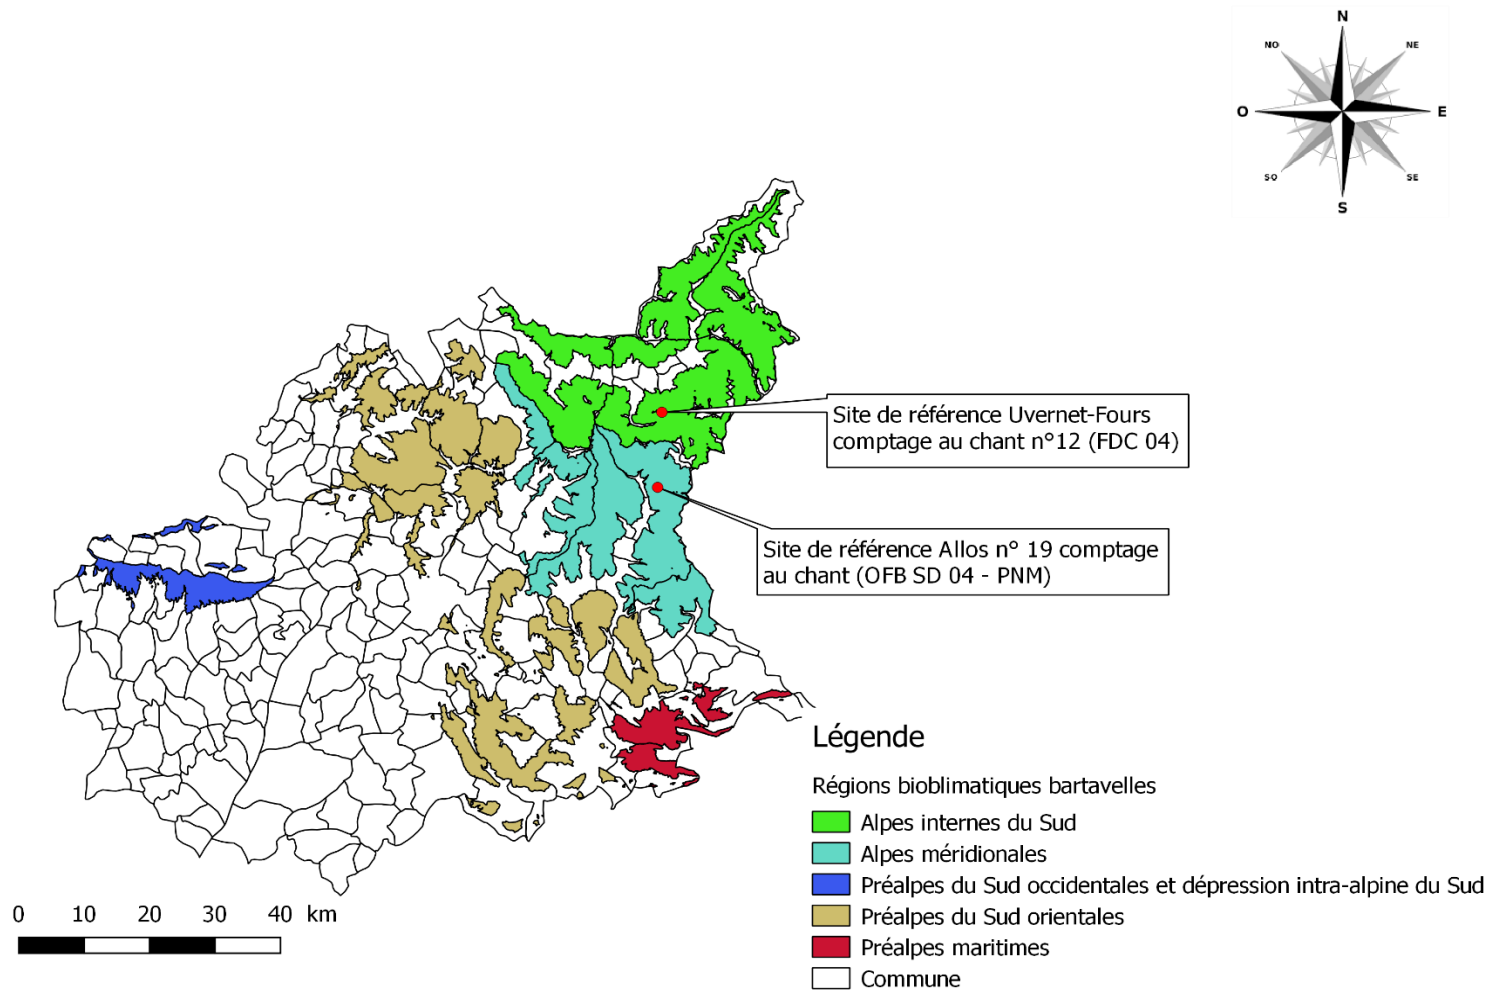 N
NO
NE
O
E
SO
SE
S
Site de référence Uvernet-Fours
comptage au chant n°12 (FDC 04)
Site de référence Allos n° 19 comptage
au chant (OFB SD 04 - PNM)
Légende
Régions bioblimatiques bartavelles
Alpes internes du Sud
Alpes méridionales
Préalpes du Sud occidentales et dépression intra-alpine du Sud
Préalpes du Sud orientales
Préalpes maritimes
Commune
0 10 20 30 40 km